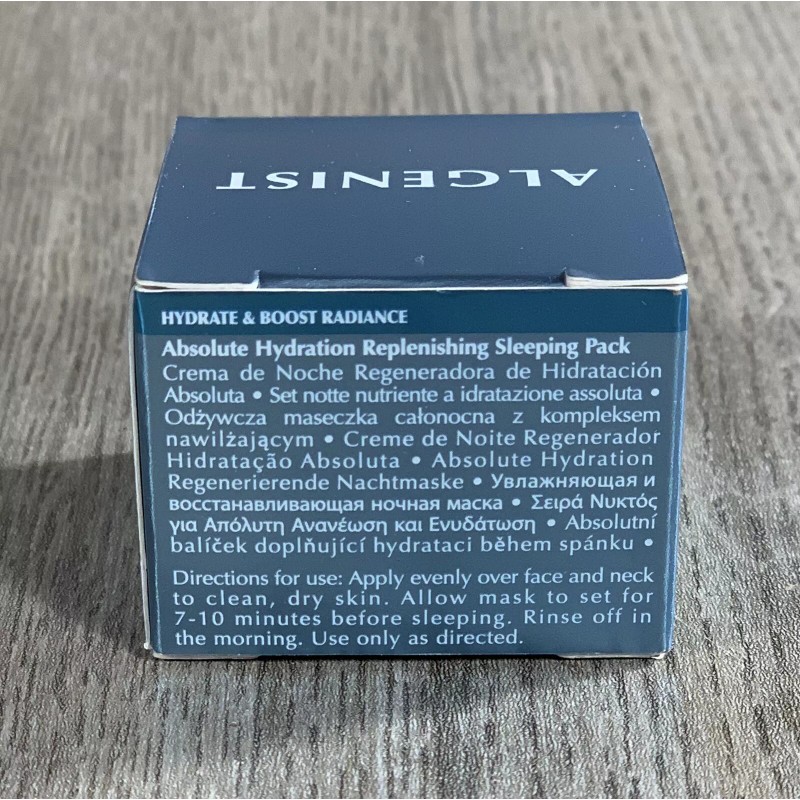 ALGENIST
HYDRATE & BOOST RADIANCE
Absolute Hydration Replenishing Sleeping Pack
Crema de Noche Regeneradora de Hidratación
Absoluta • Set notte nutriente a idratazione assoluta •
Odżywcza maseczka całonocna z kompleksem
nawilżającym • Creme de Noite Regenerador
Hidratação Absoluta • Absolute Hydration
Regenerierende Nachtmaske • Увлажняющая и
восстанавливающая ночная маска • Σειρά Νυκτός
για Απόλυτη Ανανέωση και Ενυδάτωση • Absolutní
balíček doplňující hydrataci během spánku •
Directions for use: Apply evenly over face and neck
to clean, dry skin. Allow mask to set for
7-10 minutes before sleeping. Rinse off in
the morning. Use only as directed.